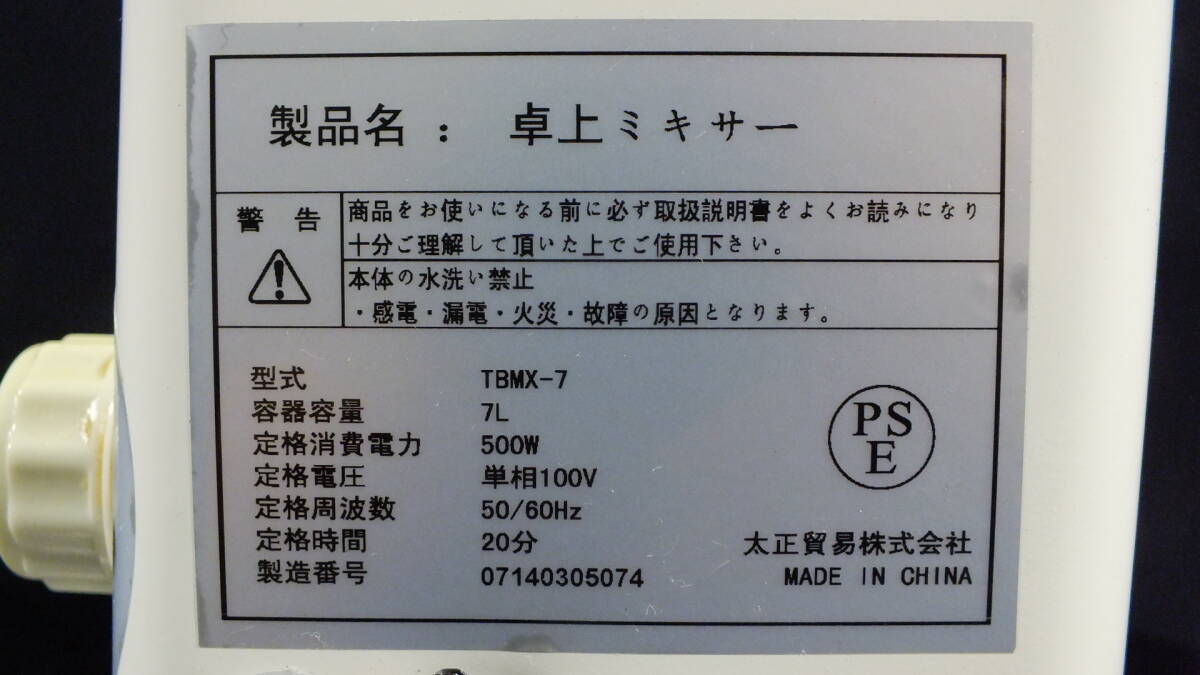 製品名： 卓上ミキサー
警 告
商品をお使いになる前に必ず取扱説明書をよくお読みになり
十分ご理解して頂いた上でご使用下さい。
本体の水洗い禁止
・感電・漏電・火災・故障の原因となります。
型式 TBMX-7
容器容量 7L
定格消費電力 500W
定格電圧 単相100V
定格周波数 50/60Hz
定格時間 20分
製造番号 07140305074
PS
E
太正貿易株式会社
MADE IN CHINA